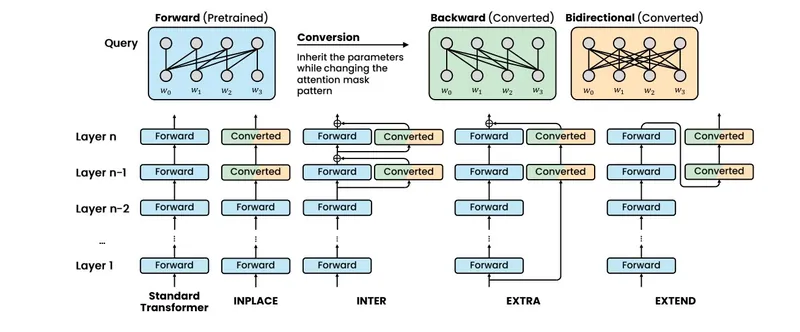 Forward (Pretrained)
Backward (Converted)
Bidirectional (Converted)
Query
w₀ w₁ w₂ w₃
Conversion
Inherit the parameters
while changing the
attention mask
pattern
w₀ w₁ w₂ w₃
w₀ w₁ w₂ w₃
Layer n
Forward
Converted
Forward
Converted
Forward
Converted
Forward
Converted
Layer n-1
Forward
Converted
Forward
Converted
Forward
Converted
Forward
Converted
Layer n-2
Forward
Forward
Forward
Forward
Forward
...
Layer 1
Forward
Forward
Forward
Forward
Forward
Standard
Transformer
INPLACE
INTER
EXTRA
EXTEND